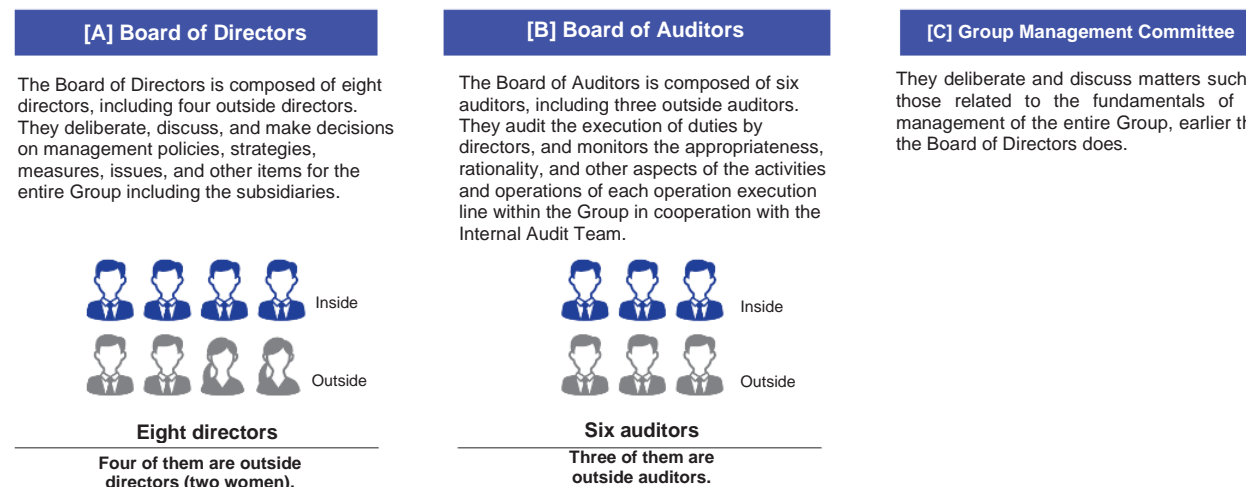 [A] Board of Directors
The Board of Directors is composed of eight
directors, including four outside directors.
They deliberate, discuss, and make decisions
on management policies, strategies,
measures, issues, and other items for the
entire Group including the subsidiaries.
Inside
Outside
Eight directors
Four of them are outside
directors (two women).
[B] Board of Auditors
The Board of Auditors is composed of six
auditors, including three outside auditors.
They audit the execution of duties by
directors, and monitors the appropriateness,
rationality, and other aspects of the activities
and operations of each operation execution
line within the Group in cooperation with the
Internal Audit Team.
Inside
Outside
Six auditors
Three of them are
outside auditors.
[C] Group Management Committee
They deliberate and discuss matters such
those related to the fundamentals of
management of the entire Group, earlier
the Board of Directors does.